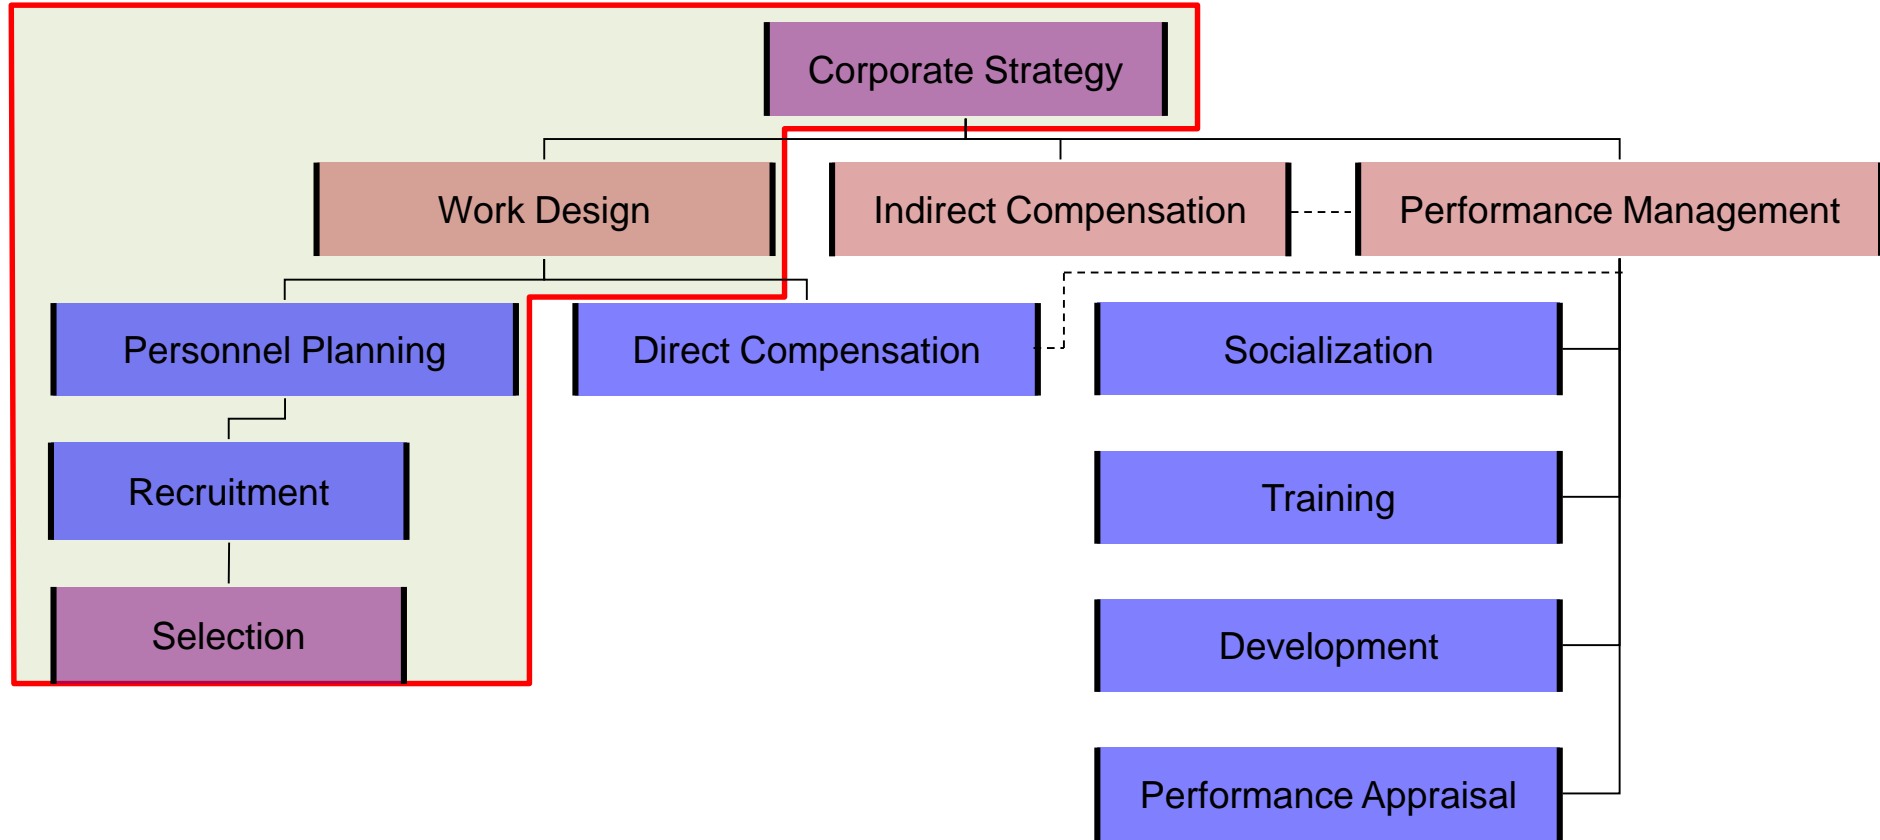 Corporate Strategy
Work Design
Indirect Compensation
Performance Management
Personnel Planning
Direct Compensation
Socialization
Recruitment
Training
Selection
Development
Performance Appraisal